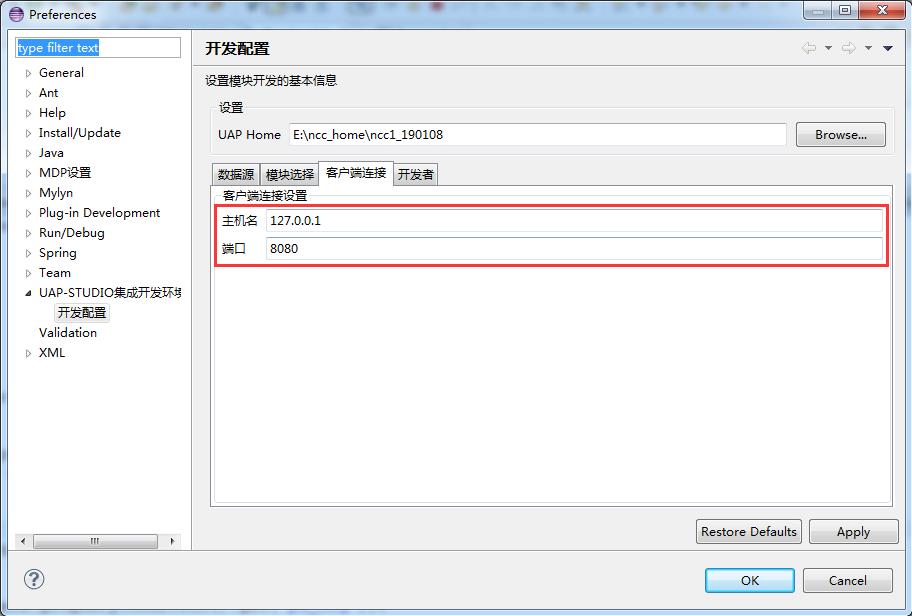 Preferences
type filter text
General
Ant
Help
Install/Update
Java
MDP设置
Mylyn
Plug-in Development
Run/Debug
Spring
Team
UAP-STUDIO集成开发环境
开发配置
Validation
XML
开发配置
设置模块开发的基本信息
设置
UAP Home E:\ncc_home\ncc1_190108 Browse...
数据源 模块选择 客户端连接 开发者
客户端连接设置
主机名 127.0.0.1
端口 8080
Restore Defaults Apply
OK Cancel